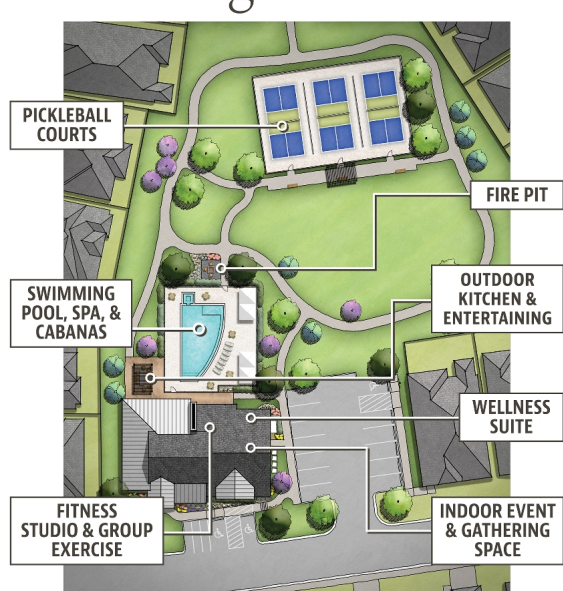 PICKLEBALL
COURTS
FIRE PIT
SWIMMING
POOL, SPA, &
CABANAS
OUTDOOR
KITCHEN &
ENTERTAINING
WELLNESS
SUITE
FITNESS
STUDIO & GROUP
EXERCISE
INDOOR EVENT
& GATHERING
SPACE